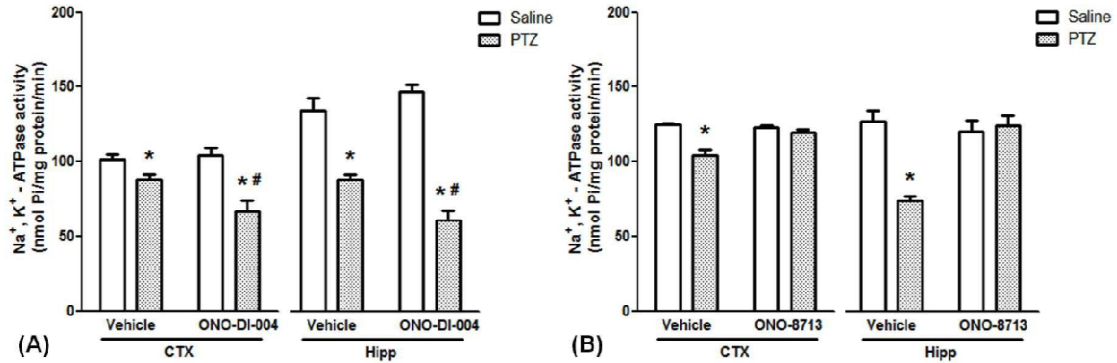 200
150
100
50
0
Na+, K+ - ATPase activity
(nmol Pi/mg protein/min)
Saline
PTZ
*
* #
*
* #
Vehicle ONO-DI-004 Vehicle ONO-DI-004
CTX Hipp
(A)
200
150
100
50
0
Na+, K+ - ATPase activity
(nmol Pi/mg protein/min)
Saline
PTZ
*
*
Vehicle ONO-8713 Vehicle ONO-8713
CTX Hipp
(B)